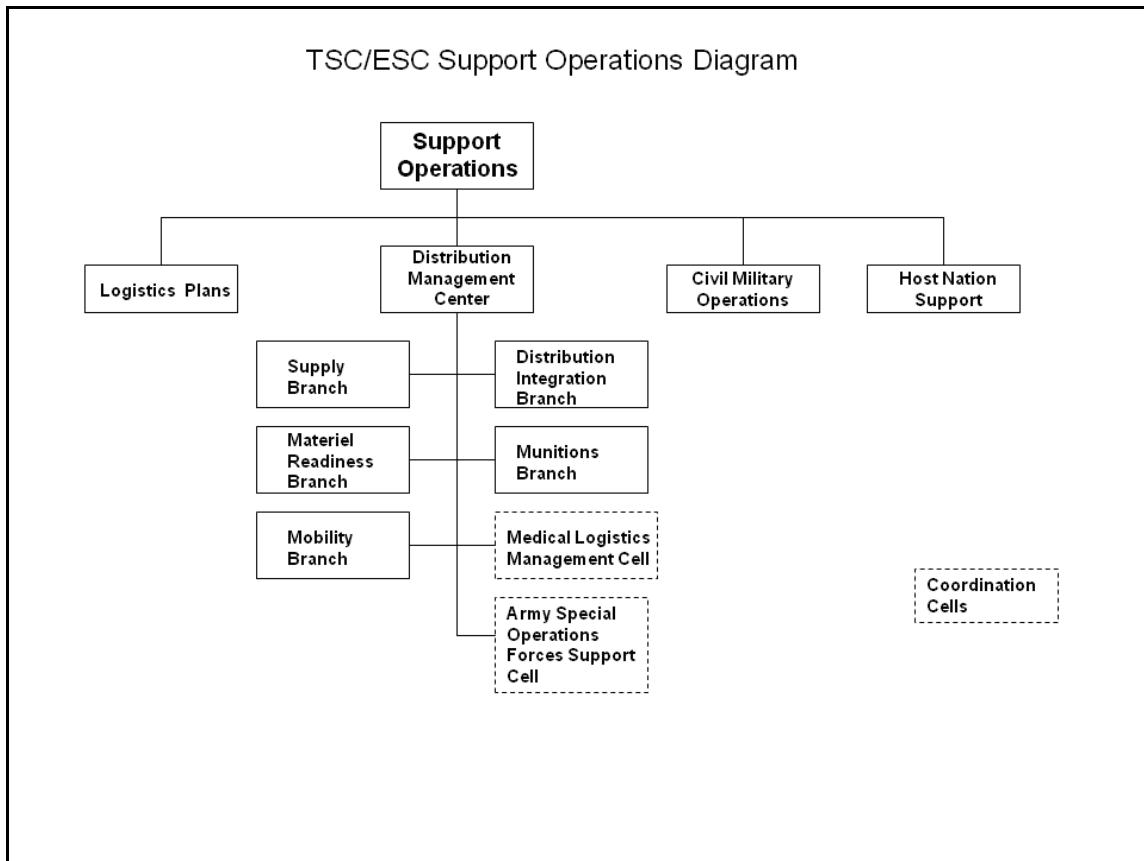 TSC/ESC Support Operations Diagram
Support
Operations
Logistics Plans
Distribution
Management
Center
Civil Military
Operations
Host Nation
Support
Supply
Branch
Distribution
Integration
Branch
Materiel
Readiness
Branch
Munitions
Branch
Mobility
Branch
Medical Logistics
Management Cell
Coordination
Cells
Army Special
Operations
Forces Support
Cell